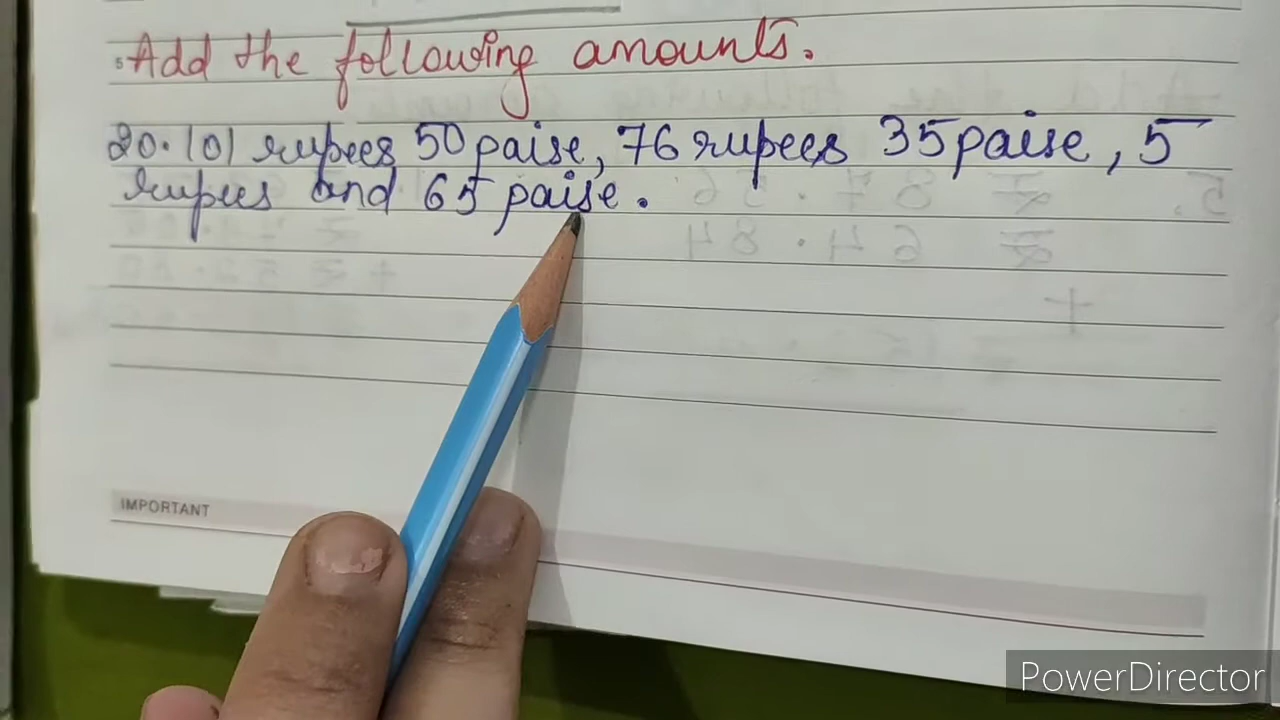 Add the following amounts.
20. 101 rupees 50 paise, 76 rupees 35 paise, 5
rupees and 65 paise.
IMPORTANT
PowerDirector